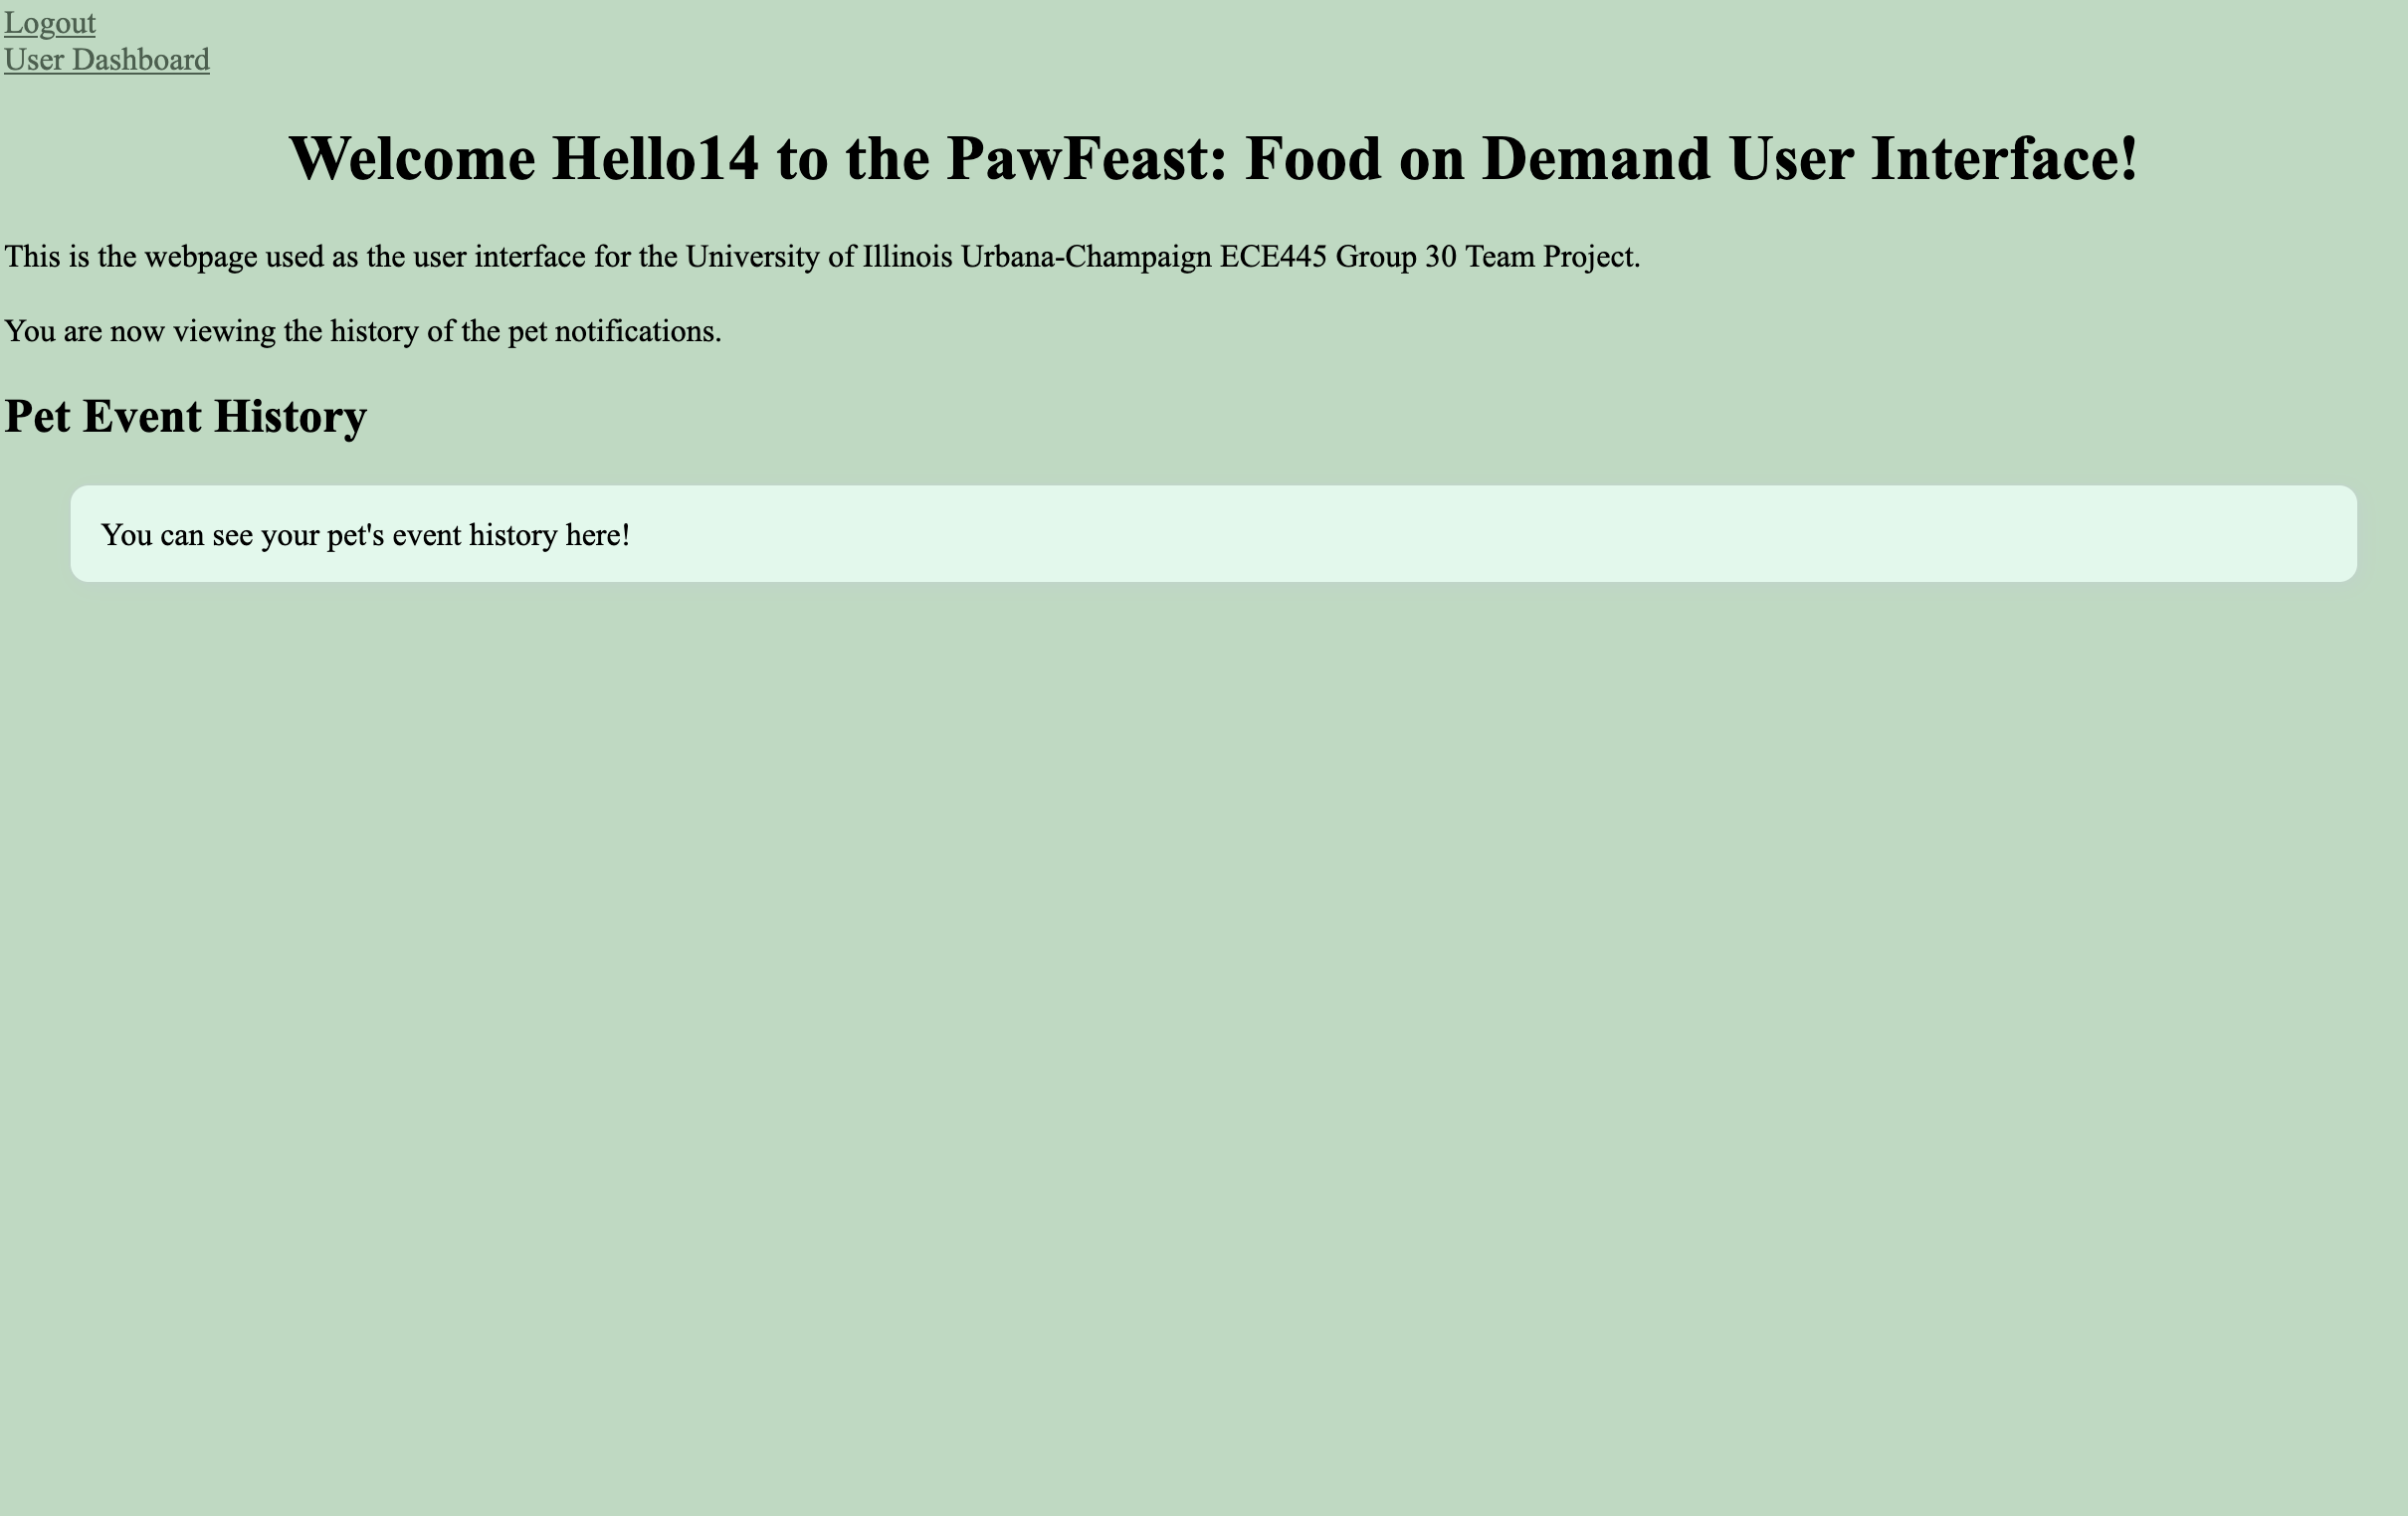 Logout
User Dashboard
Welcome Hello14 to the PawFeast: Food on Demand User Interface!
This is the webpage used as the user interface for the University of Illinois Urbana-Champaign ECE445 Group 30 Team Project.
You are now viewing the history of the pet notifications.
Pet Event History
You can see your pet's event history here!